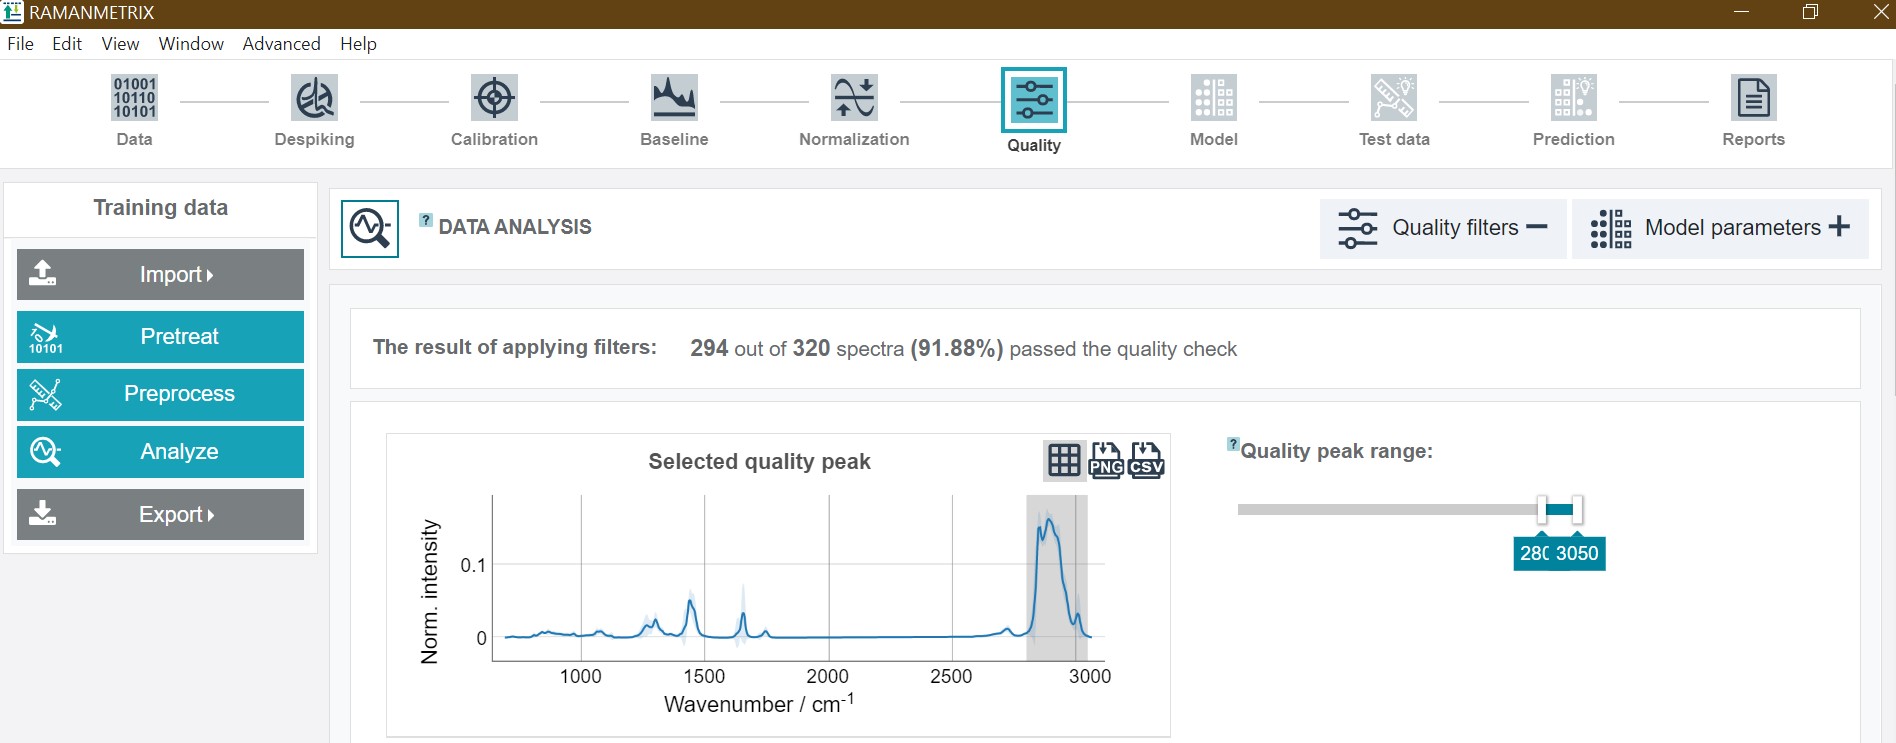 RAMANMETRIX
File Edit View Window Advanced Help
01001
10110
10101
Data Despiking Calibration Baseline Normalization Quality Model Test data Prediction Reports
Training data
Import
10101
Pretreat
Preprocess
Analyze
Export
? DATA ANALYSIS
Quality filters
Model parameters
The result of applying filters: 294 out of 320 spectra (91.88%) passed the quality check
Selected quality peak
PNG CSV
Norm. intensity
0.1
0
1000 1500 2000 2500 3000
Wavenumber / cm-1
? Quality peak range:
3050